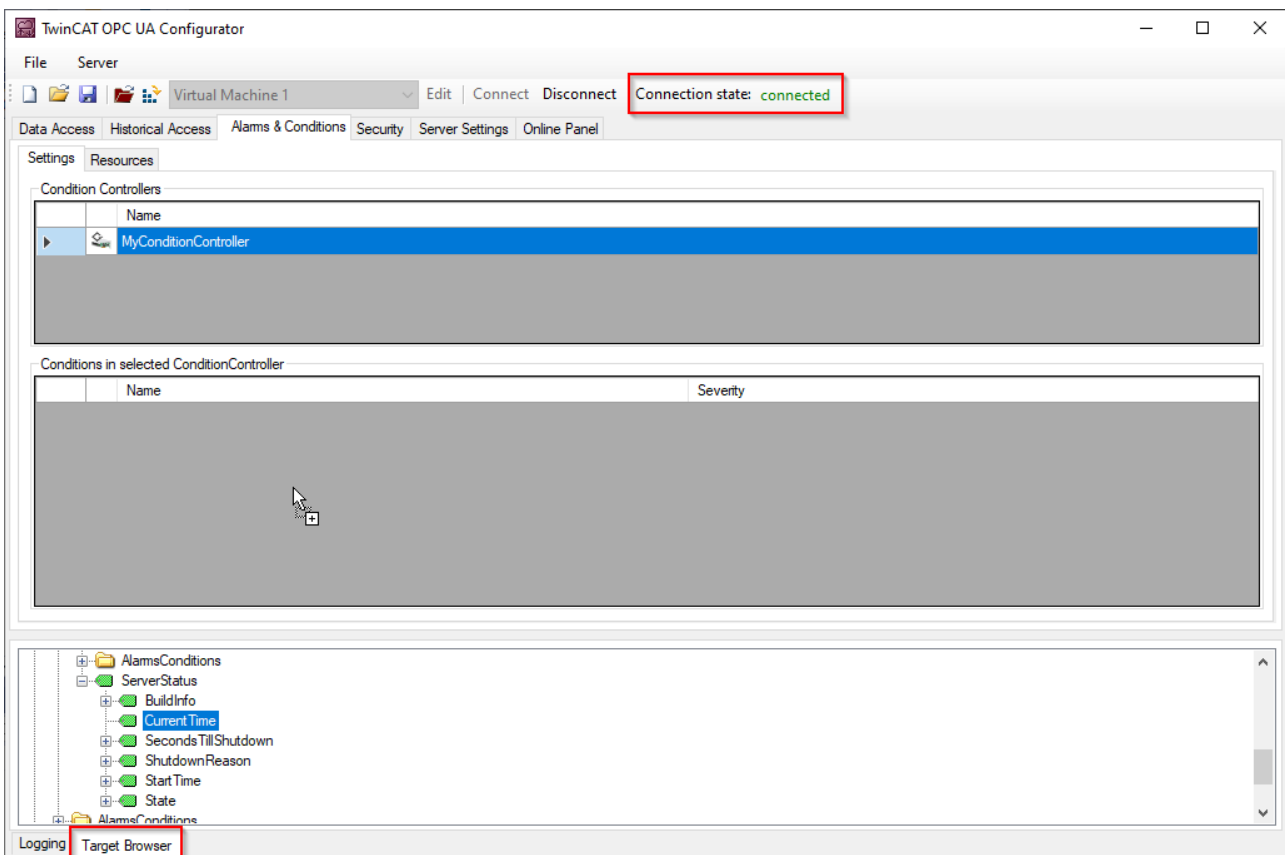 TwinCAT OPC UA Configurator
File Server
Virtual Machine 1 Edit Connect Disconnect Connection state: connected
Data Access Historical Access Alarms & Conditions Security Server Settings Online Panel
Settings Resources
Condition Controllers
Name
MyConditionController
Conditions in selected ConditionController
Name Severity
AlarmsConditions
ServerStatus
BuildInfo
CurrentTime
SecondsTillShutdown
ShutdownReason
StartTime
State
AlarmsConditions
Logging Target Browser